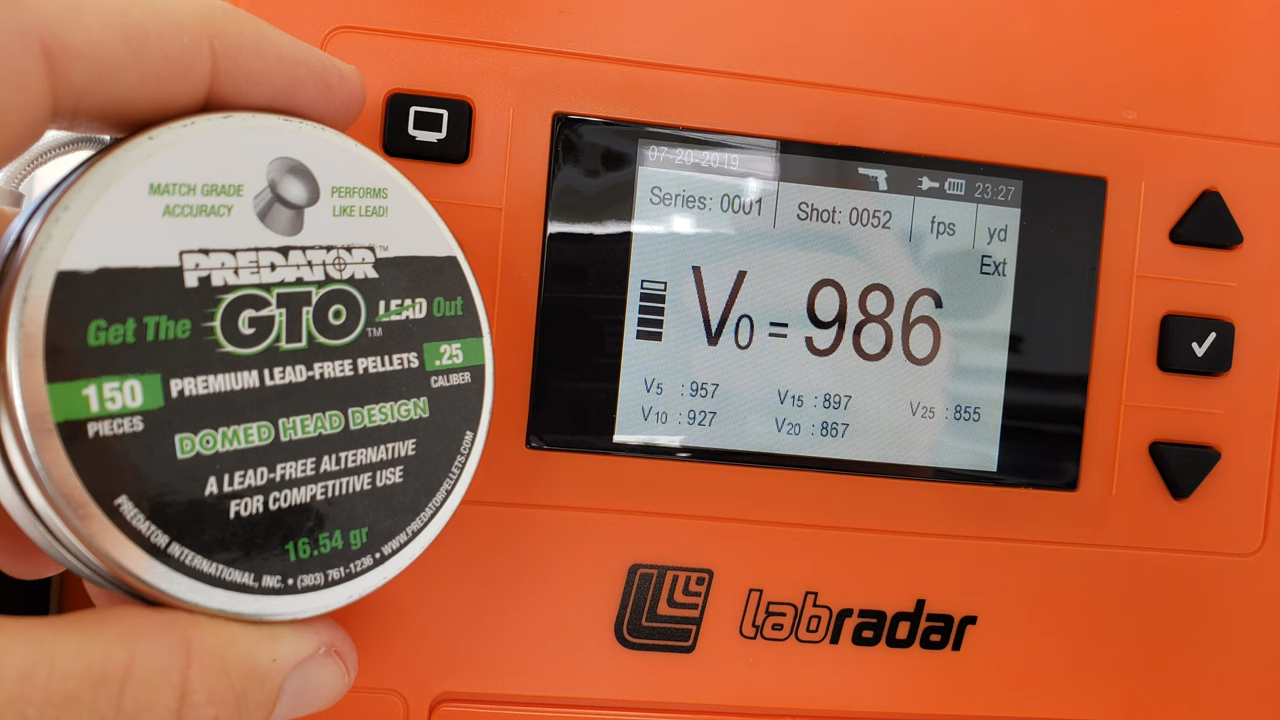 MATCH GRADE
ACCURACY
PERFORMS
LIKE LEAD!
PREDATOR™
Get The GTO™ LEAD Out
150
PIECES
PREMIUM LEAD-FREE PELLETS
.25
CALIBER
DOMED HEAD DESIGN
A LEAD-FREE ALTERNATIVE
FOR COMPETITIVE USE
16.54 gr
PREDATOR INTERNATIONAL, INC. • (303) 761-1236 • WWW.PREDATORPELLETS.COM
07-20-2019 23:27
Series: 0001 Shot: 0052 fps yd
Ext
V0 = 986
V5 : 957 V15 : 897 V25 : 855
V10 : 927 V20 : 867
labradar